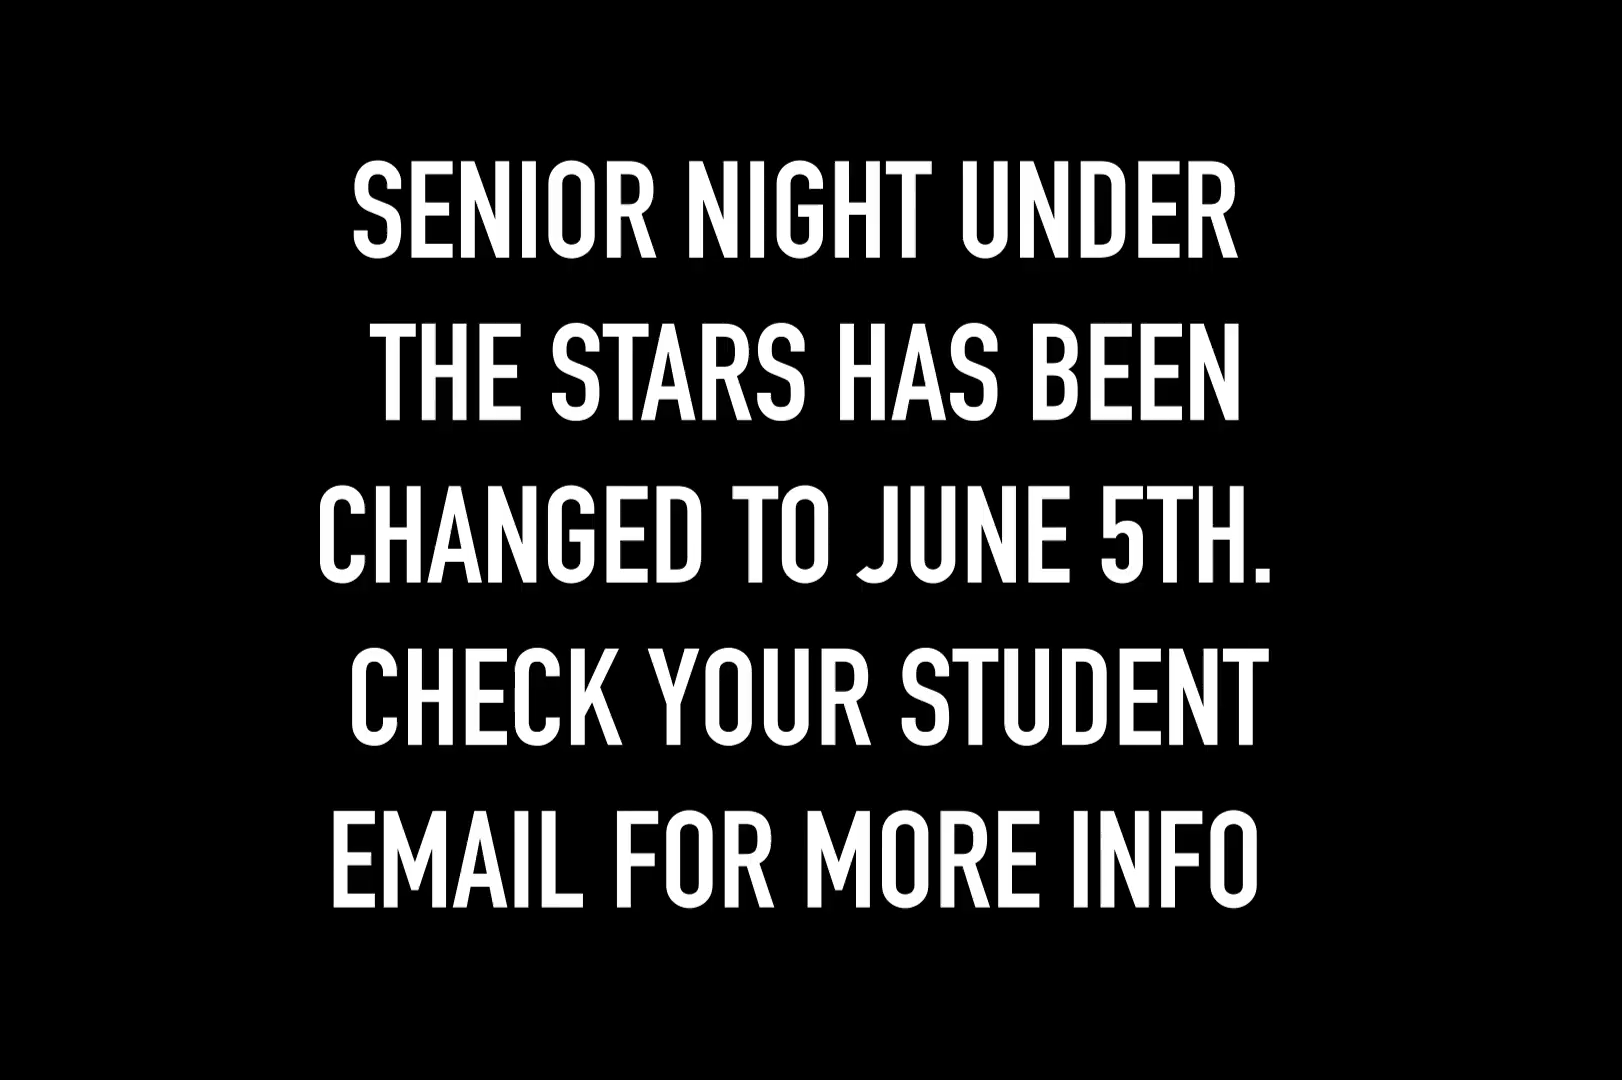 SENIOR NIGHT UNDER
THE STARS HAS BEEN
CHANGED TO JUNE 5TH.
CHECK YOUR STUDENT
EMAIL FOR MORE INFO